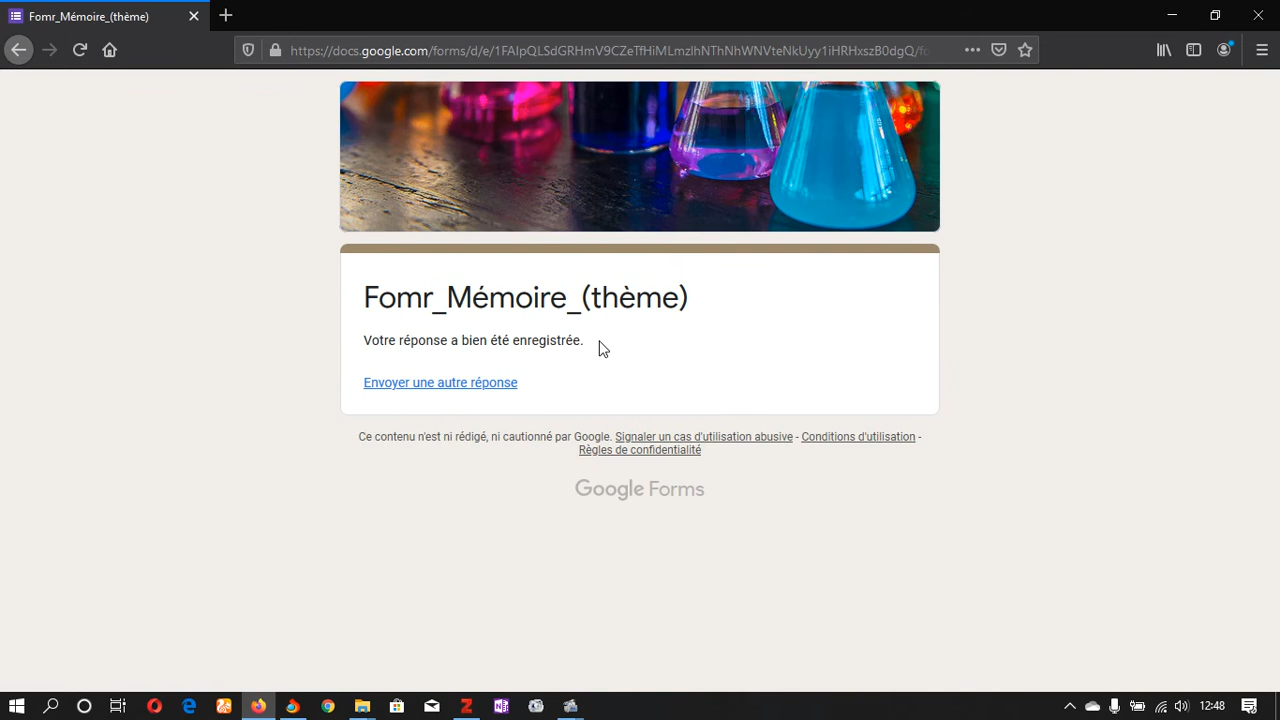 Fomr_Mémoire_(thème)
https://docs.google.com/forms/d/e/1FAIpQLSdGRHmV9CZeTfHiMLmzlhNThNhWNVteNkUyy1iHRHxszB0dgQ/fo
Fomr_Mémoire_(thème)
Votre réponse a bien été enregistrée.
Envoyer une autre réponse
Ce contenu n'est ni rédigé, ni cautionné par Google. Signaler un cas d'utilisation abusive - Conditions d'utilisation -
Règles de confidentialité
Google Forms
12:48